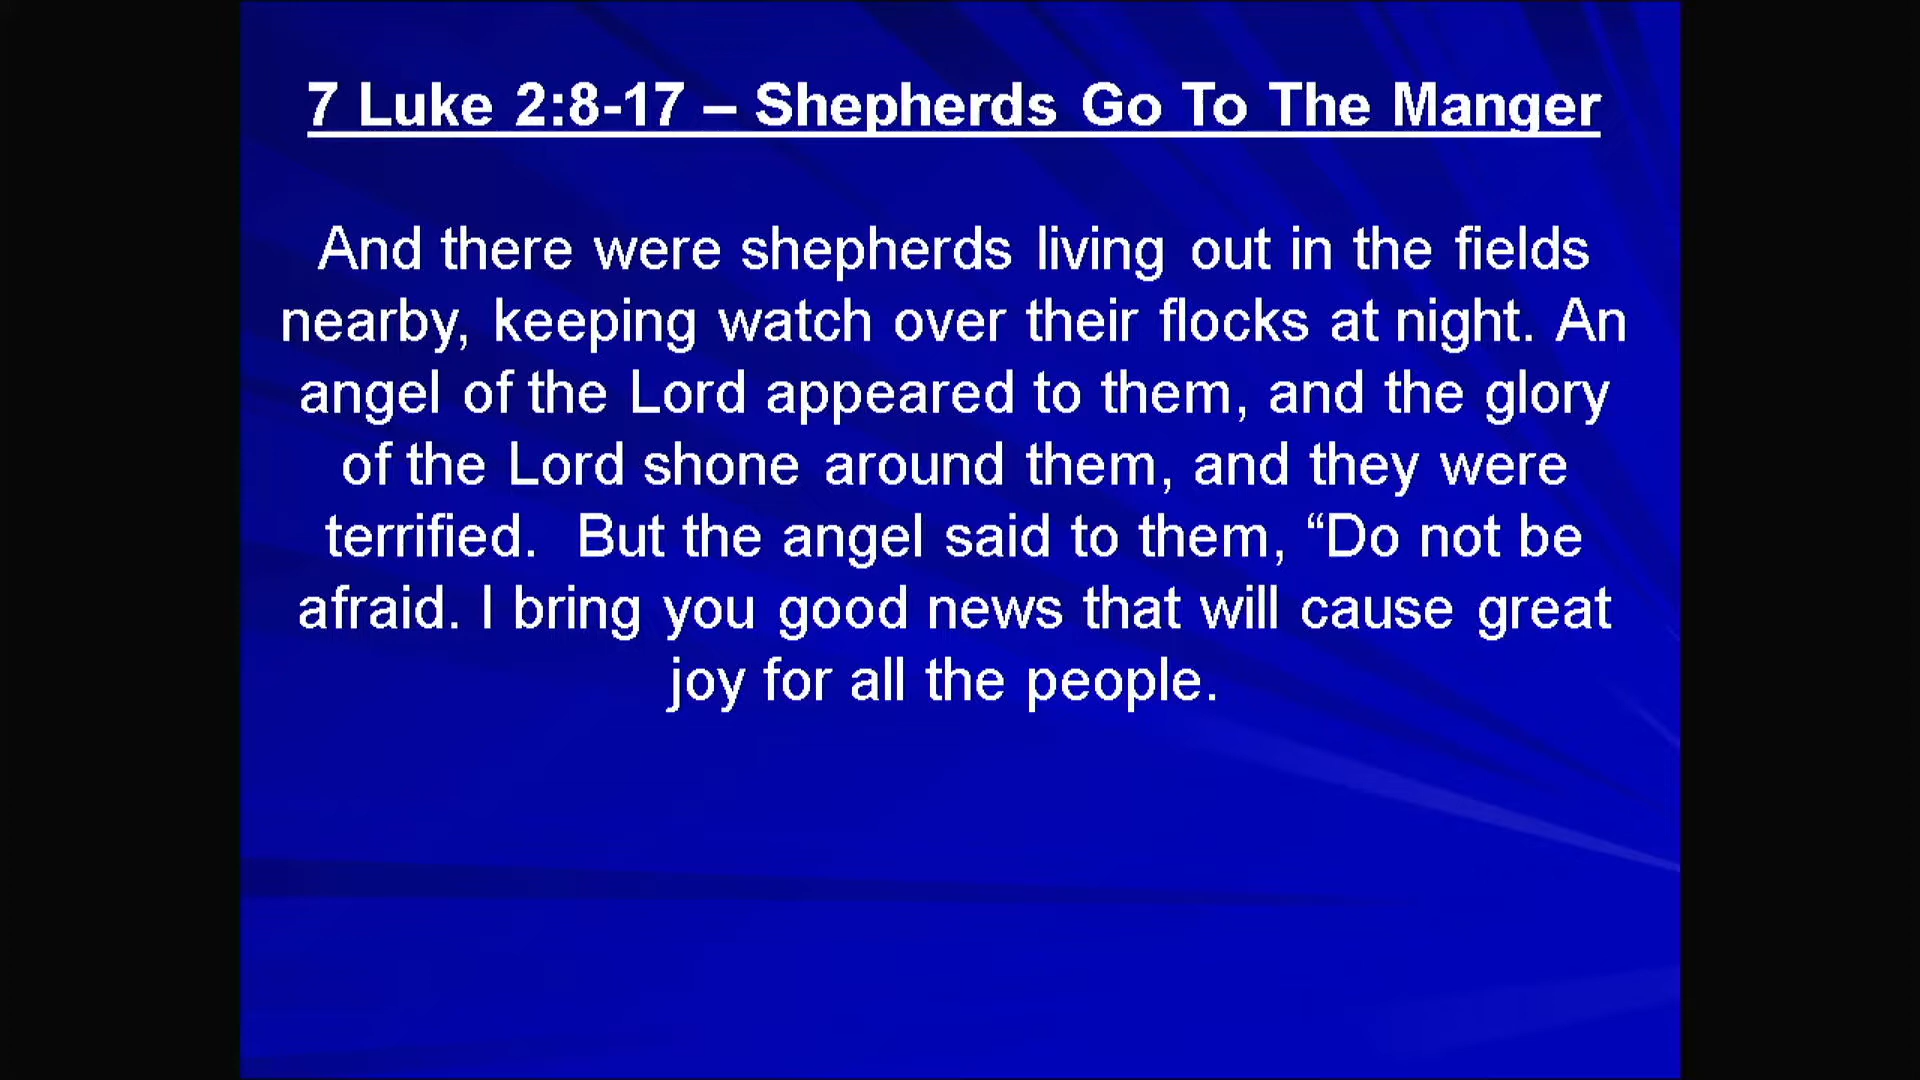 7 Luke 2:8-17 – Shepherds Go To The Manger
And there were shepherds living out in the fields
nearby, keeping watch over their flocks at night. An
angel of the Lord appeared to them, and the glory
of the Lord shone around them, and they were
terrified.  But the angel said to them, “Do not be
afraid. I bring you good news that will cause great
joy for all the people.